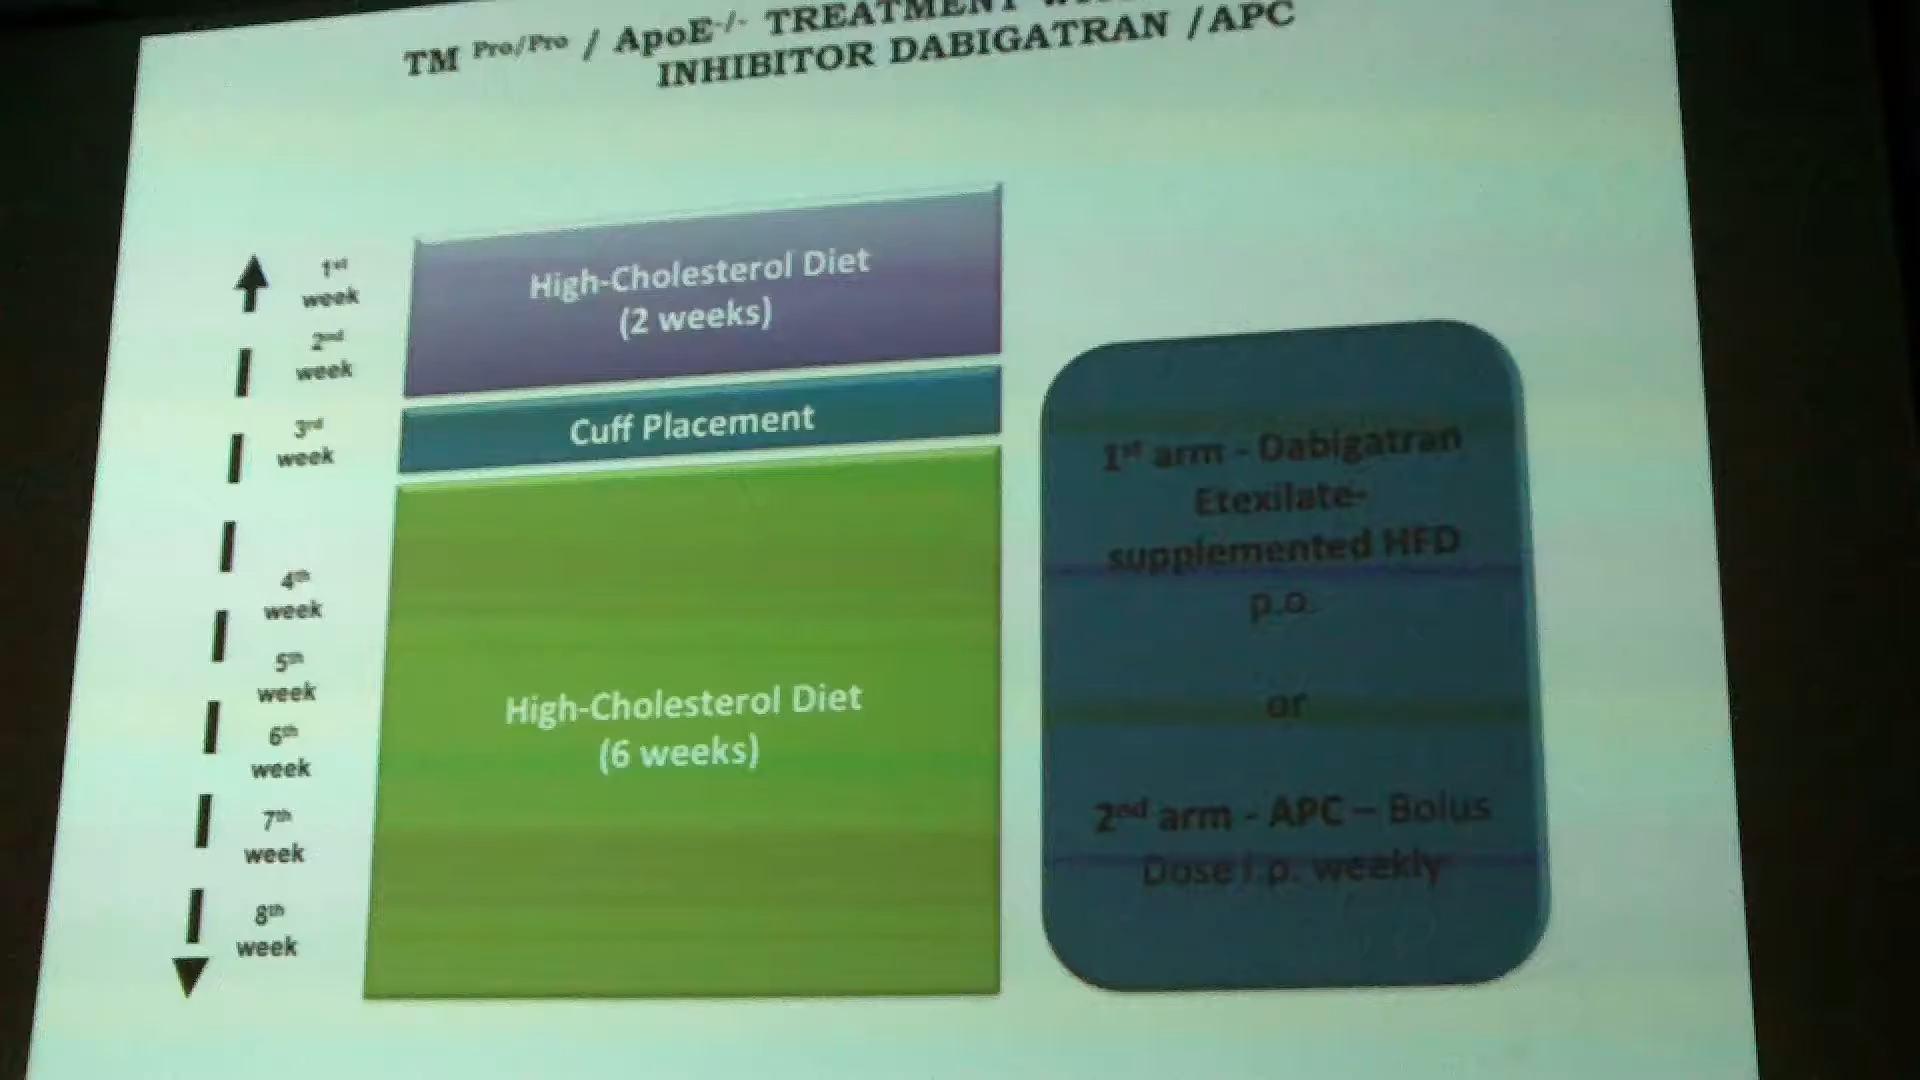 TM Pro/Pro / ApoE-/- TREATMENT
INHIBITOR DABIGATRAN /APC
1st
week
2nd
week
3rd
week
4th
week
5th
week
6th
week
7th
week
8th
week
High-Cholesterol Diet
(2 weeks)
Cuff Placement
High-Cholesterol Diet
(6 weeks)
1st arm - Dabigatran
Etexilate-
supplemented HFD
p.o.
or
2nd arm - APC – Bolus
Dose i.p. weekly